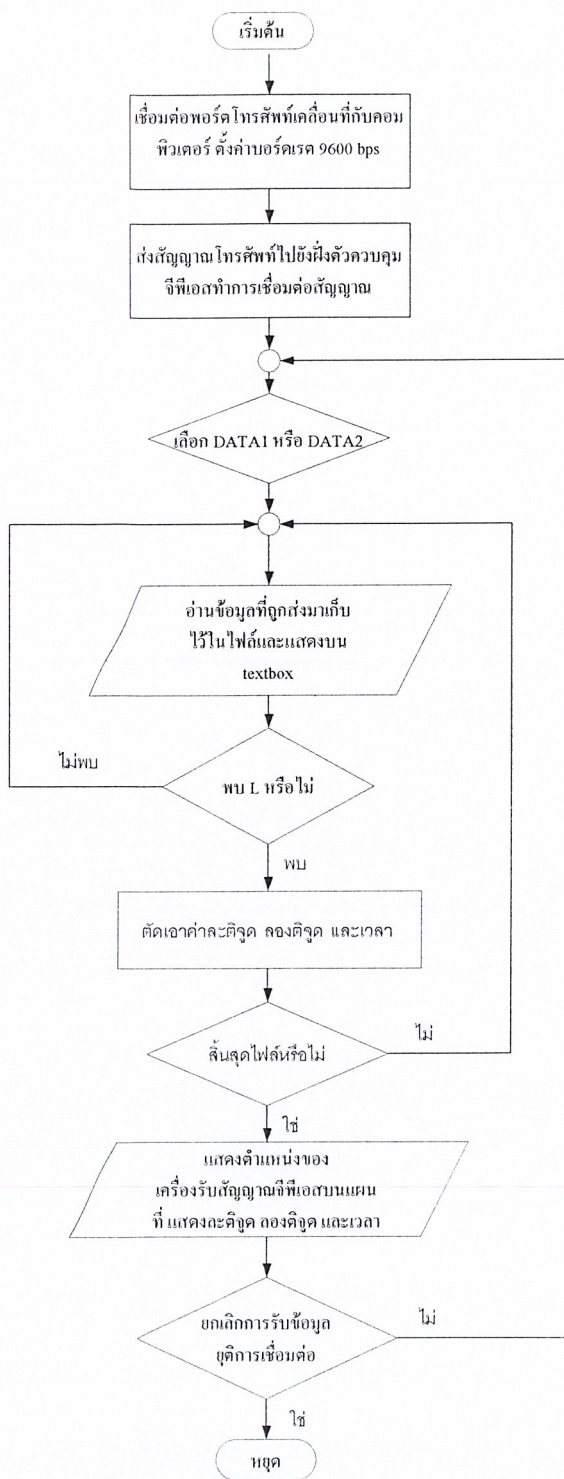 เริ่มต้น
เชื่อมต่อพอร์ตโทรศัพท์เคลื่อนที่กับคอม
พิวเตอร์ ตั้งค่าบอร์ดเรต 9600 bps
ส่งสัญญาณโทรศัพท์ไปยังฝั่งตัวควบคุม
จีพีเอสทำการเชื่อมต่อสัญญาณ
เลือก DATA1 หรือ DATA2
อ่านข้อมูลที่ถูกส่งมาเก็บ
ไว้ในไฟล์และแสดงบน
textbox
ไม่พบ
พบ L หรือไม่
พบ
ตัดเอาค่าละติจูด ลองติจูด และเวลา
ไม่
สิ้นสุดไฟล์หรือไม่
ใช่
แสดงตำแหน่งของ
เครื่องรับสัญญาณจีพีเอสบนแผน
ที่ แสดงละติจูด ลองติจูด และเวลา
ไม่
ยกเลิกการรับข้อมูล
ยุติการเชื่อมต่อ
ใช่
หยุด